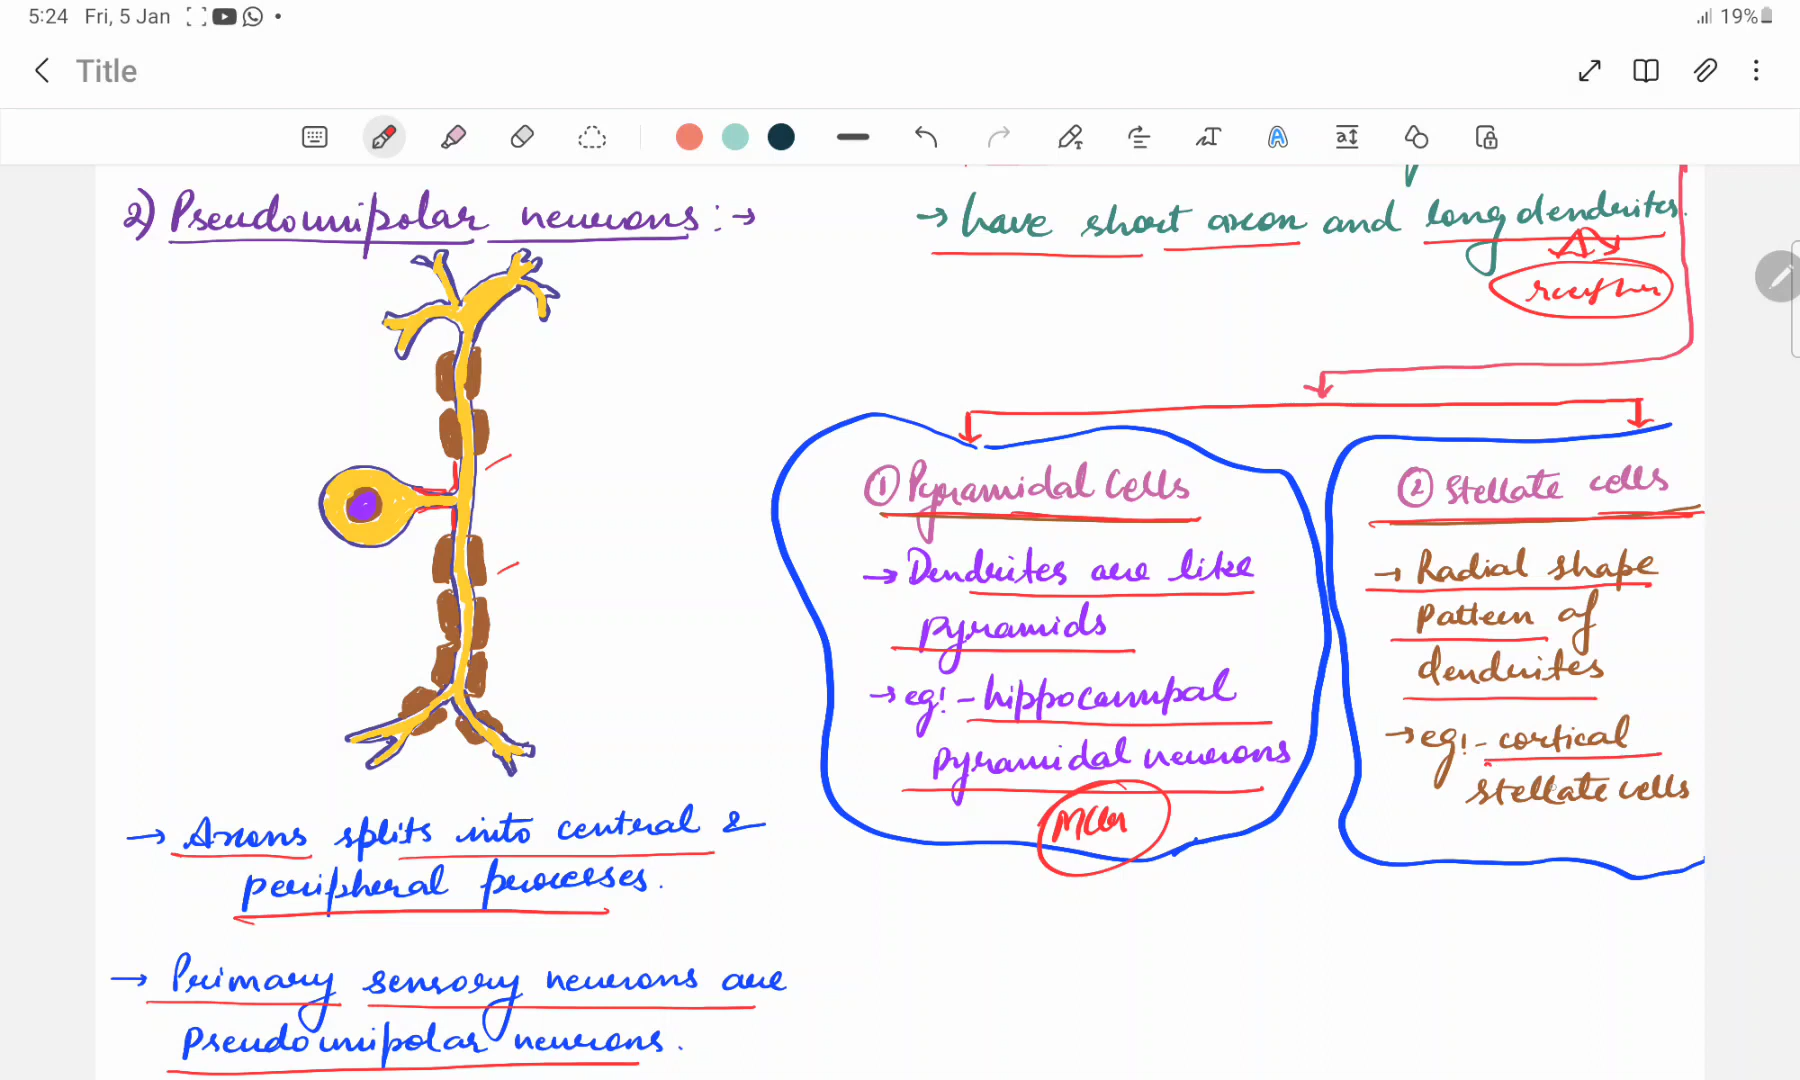 5:24 Fri, 5 Jan
19%
Title
2) Pseudounipolar neurons :→
→ Axons splits into central &
peripheral processes.
→ Primary sensory neurons are
Pseudounipolar neurons.
→ have short axon and long dendrites.
① Pyramidal cells
→ Dendrites are like
pyramids
→ eg:- hippocampal
pyramidal neurons
② Stellate cells
→ Radial shape
pattern of
dendrites
→ eg:- cortical
stellate cells